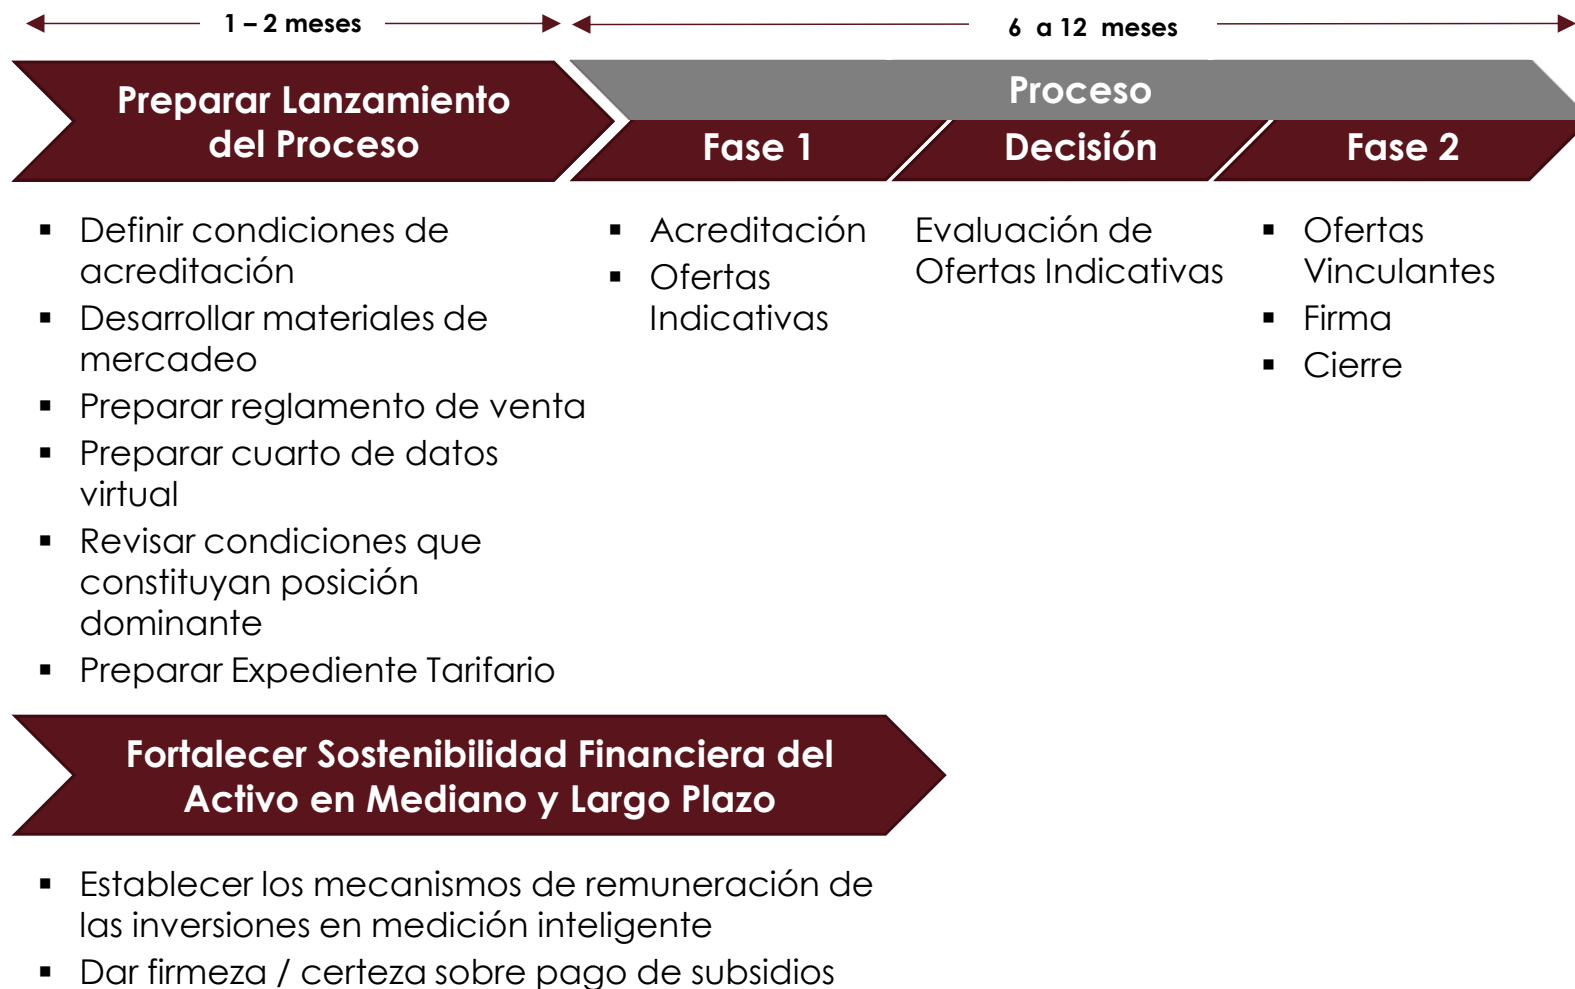 1 – 2 meses
6 a 12 meses
Preparar Lanzamiento
del Proceso
Proceso
Fase 1
Decisión
Fase 2
▪ Definir condiciones de
acreditación
▪ Desarrollar materiales de
mercadeo
▪ Preparar reglamento de venta
▪ Preparar cuarto de datos
virtual
▪ Revisar condiciones que
constituyan posición
dominante
▪ Preparar Expediente Tarifario
▪ Acreditación
▪ Ofertas
Indicativas
Evaluación de
Ofertas Indicativas
▪ Ofertas
Vinculantes
▪ Firma
▪ Cierre
Fortalecer Sostenibilidad Financiera del
Activo en Mediano y Largo Plazo
▪ Establecer los mecanismos de remuneración de
las inversiones en medición inteligente
▪ Dar firmeza / certeza sobre pago de subsidios